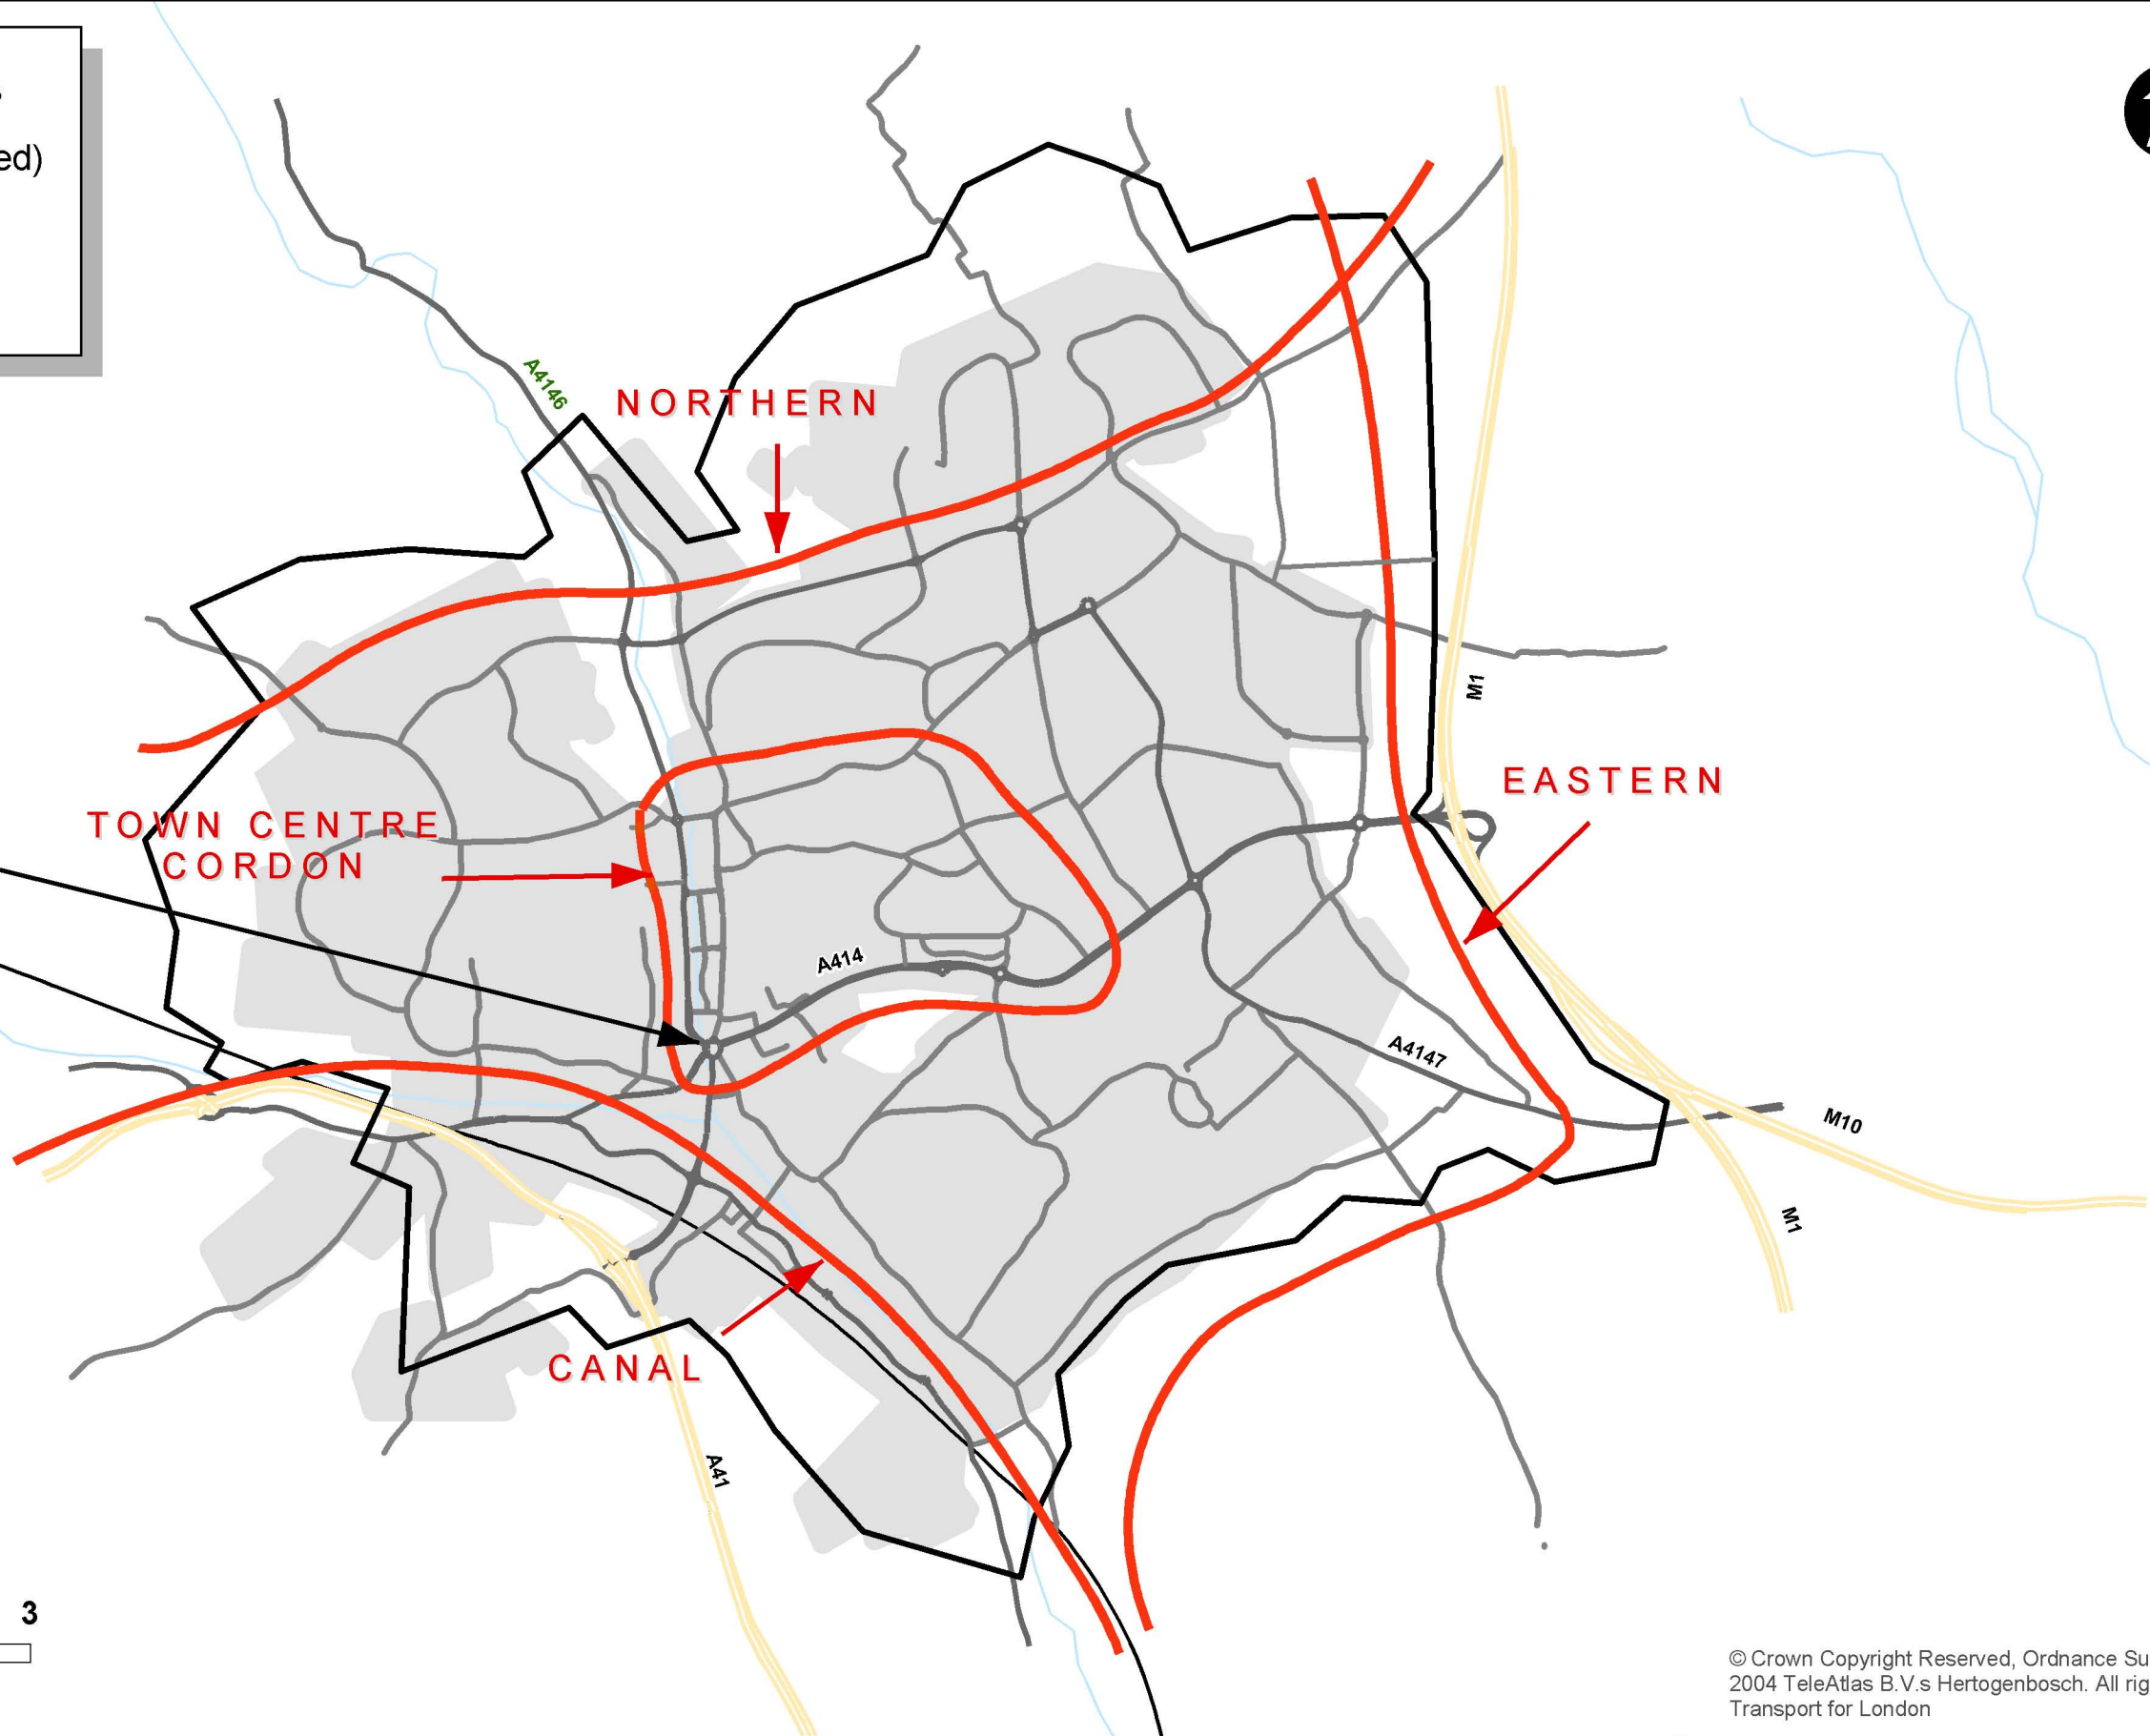 ed)
A4146
NORTHERN
M1
EASTERN
TOWN CENTRE
CORDON
A414
A4147
M10
M1
CANAL
A41
3
© Crown Copyright Reserved, Ordnance Su
2004 TeleAtlas B.V.s Hertogenbosch. All rig
Transport for London